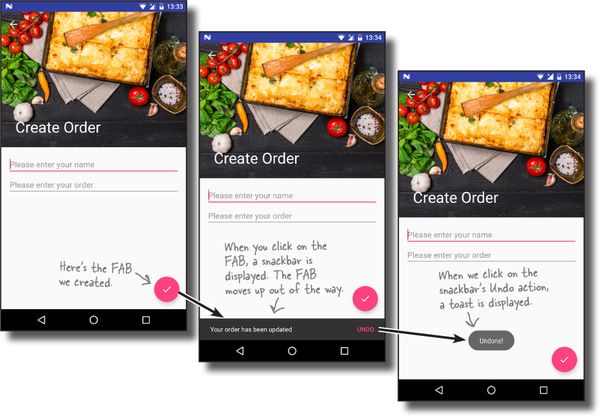 13:33
Create Order
Please enter your name
Please enter your order
Here's the FAB
we created.
13:34
Create Order
Please enter your name
Please enter your order
When you click on the
FAB, a snackbar is
displayed. The FAB
moves up out of the way.
Your order has been updated UNDO
13:34
Create Order
Please enter your name
Please enter your order
When we click on the
snackbar's Undo action,
a toast is displayed.
Undone!